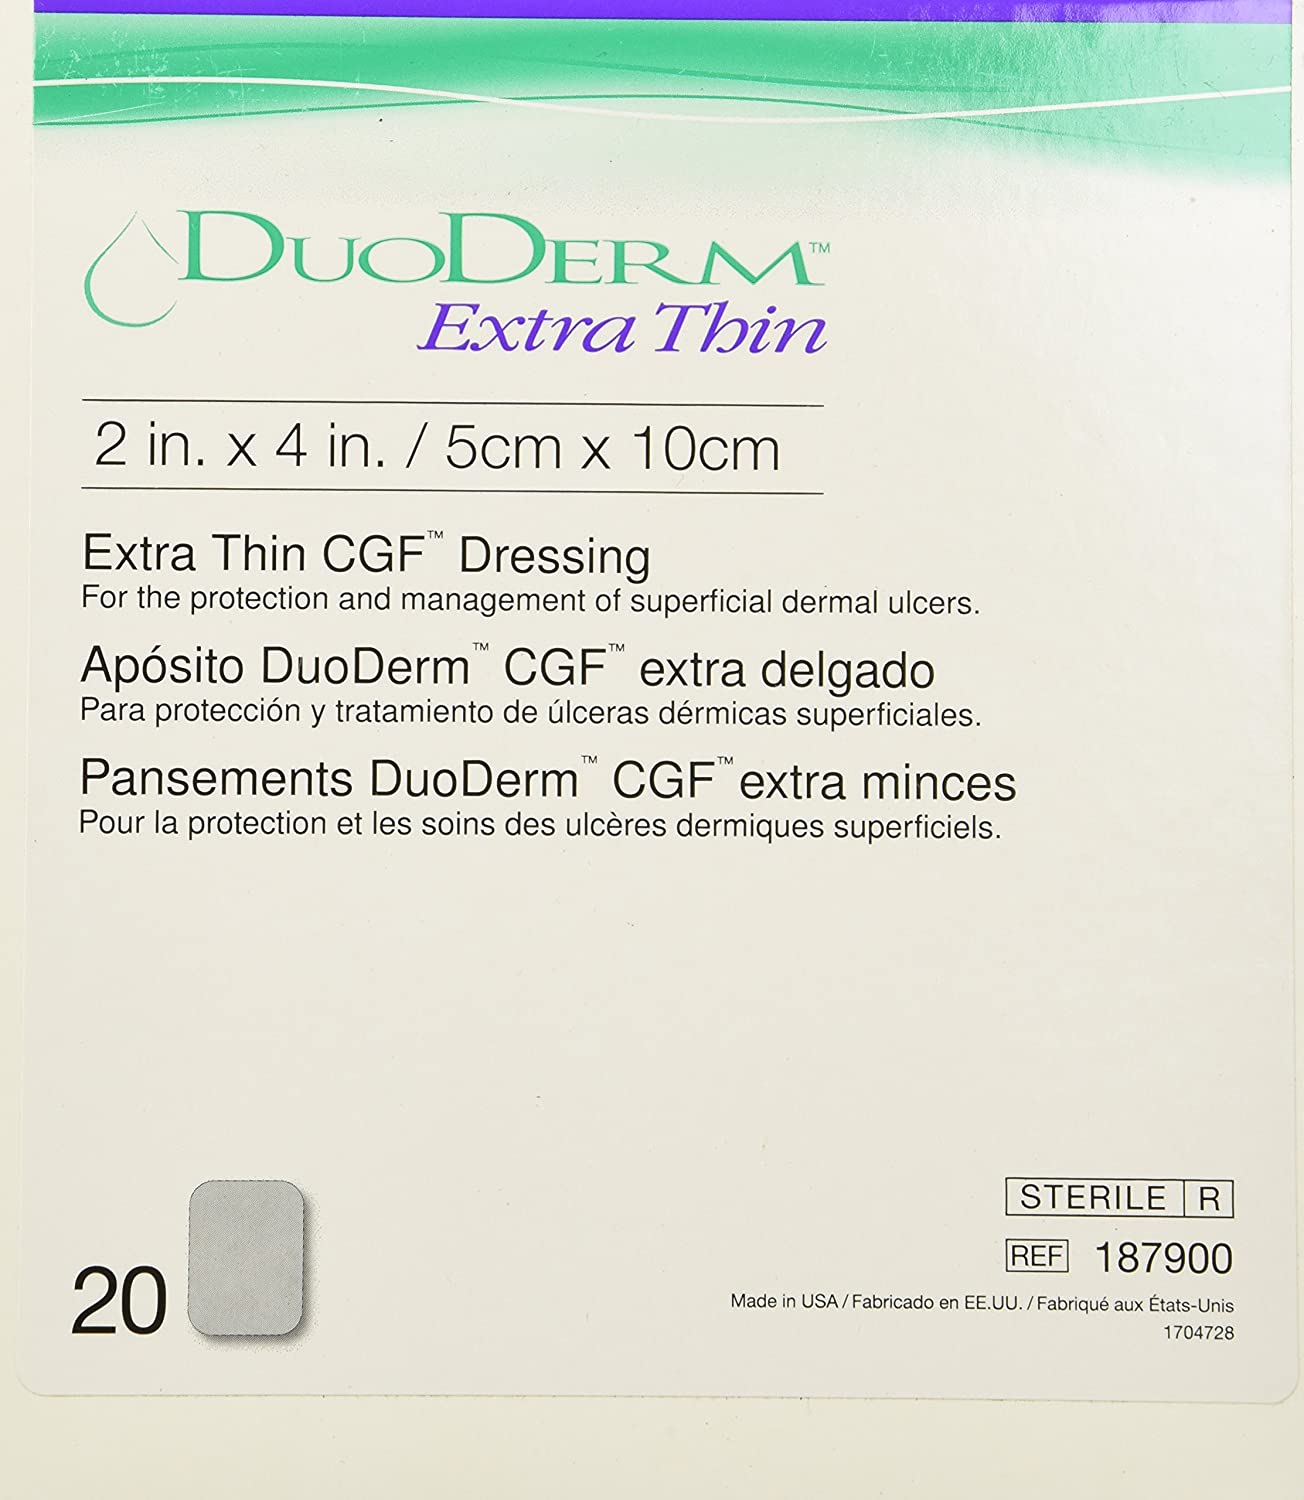 DUODERM™
Extra Thin
2 in. x 4 in. / 5cm x 10cm
Extra Thin CGF™ Dressing
For the protection and management of superficial dermal ulcers.
Apósito DuoDerm™ CGF™ extra delgado
Para protección y tratamiento de úlceras dérmicas superficiales.
Pansements DuoDerm™ CGF™ extra minces
Pour la protection et les soins des ulcères dermiques superficiels.
20
STERILE R
REF 187900
Made in USA / Fabricado en EE.UU. / Fabriqué aux États-Unis
1704728